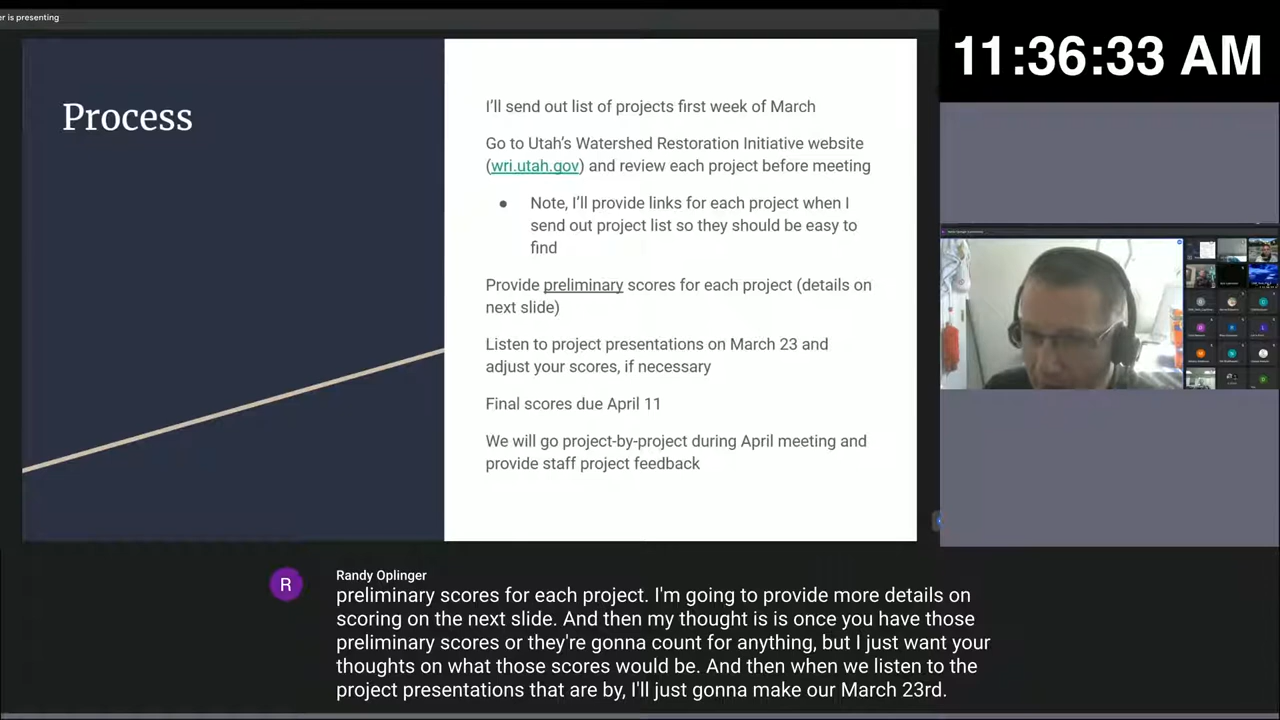 er is presenting
11:36:33 AM
Process
I'll send out list of projects first week of March
Go to Utah's Watershed Restoration Initiative website
(wri.utah.gov) and review each project before meeting
● Note, I'll provide links for each project when I
send out project list so they should be easy to
find
Provide preliminary scores for each project (details on
next slide)
Listen to project presentations on March 23 and
adjust your scores, if necessary
Final scores due April 11
We will go project-by-project during April meeting and
provide staff project feedback
R
Randy Oplinger
preliminary scores for each project. I'm going to provide more details on
scoring on the next slide. And then my thought is is once you have those
preliminary scores or they're gonna count for anything, but I just want your
thoughts on what those scores would be. And then when we listen to the
project presentations that are by, I'll just gonna make our March 23rd.